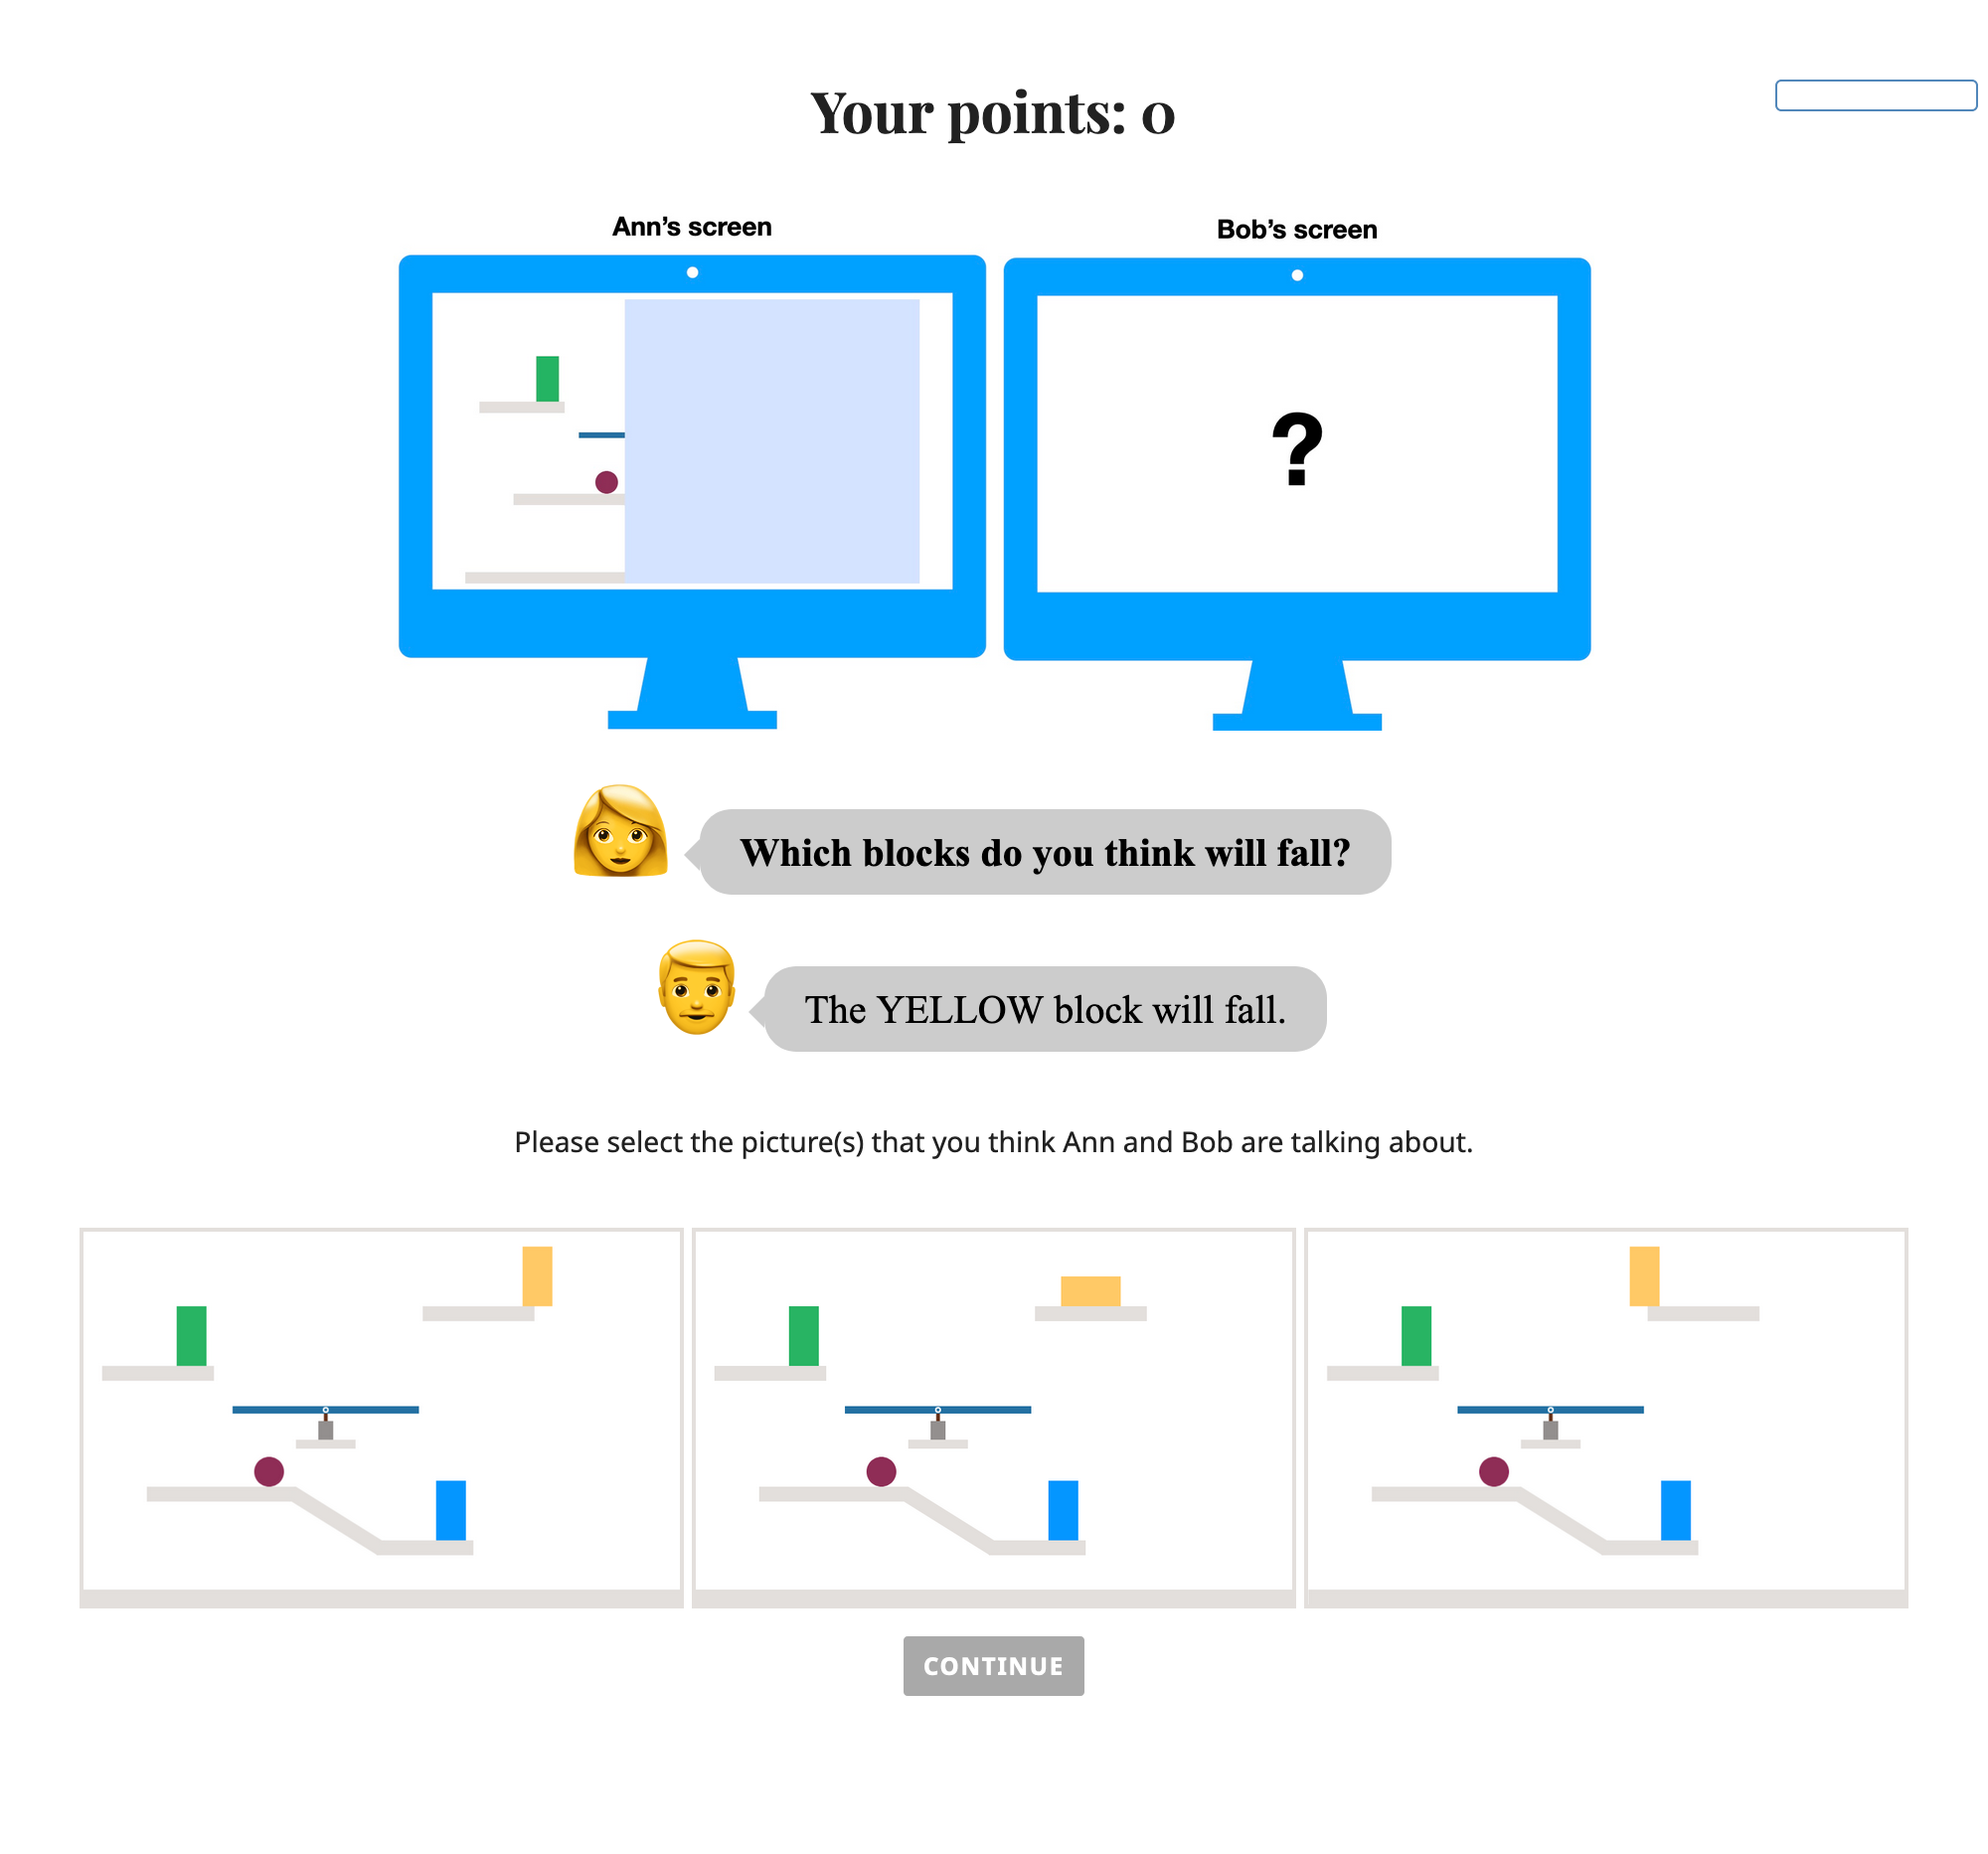 Your points: 0
Ann’s screen
Bob’s screen
?
Which blocks do you think will fall?
The YELLOW block will fall.
Please select the picture(s) that you think Ann and Bob are talking about.
CONTINUE